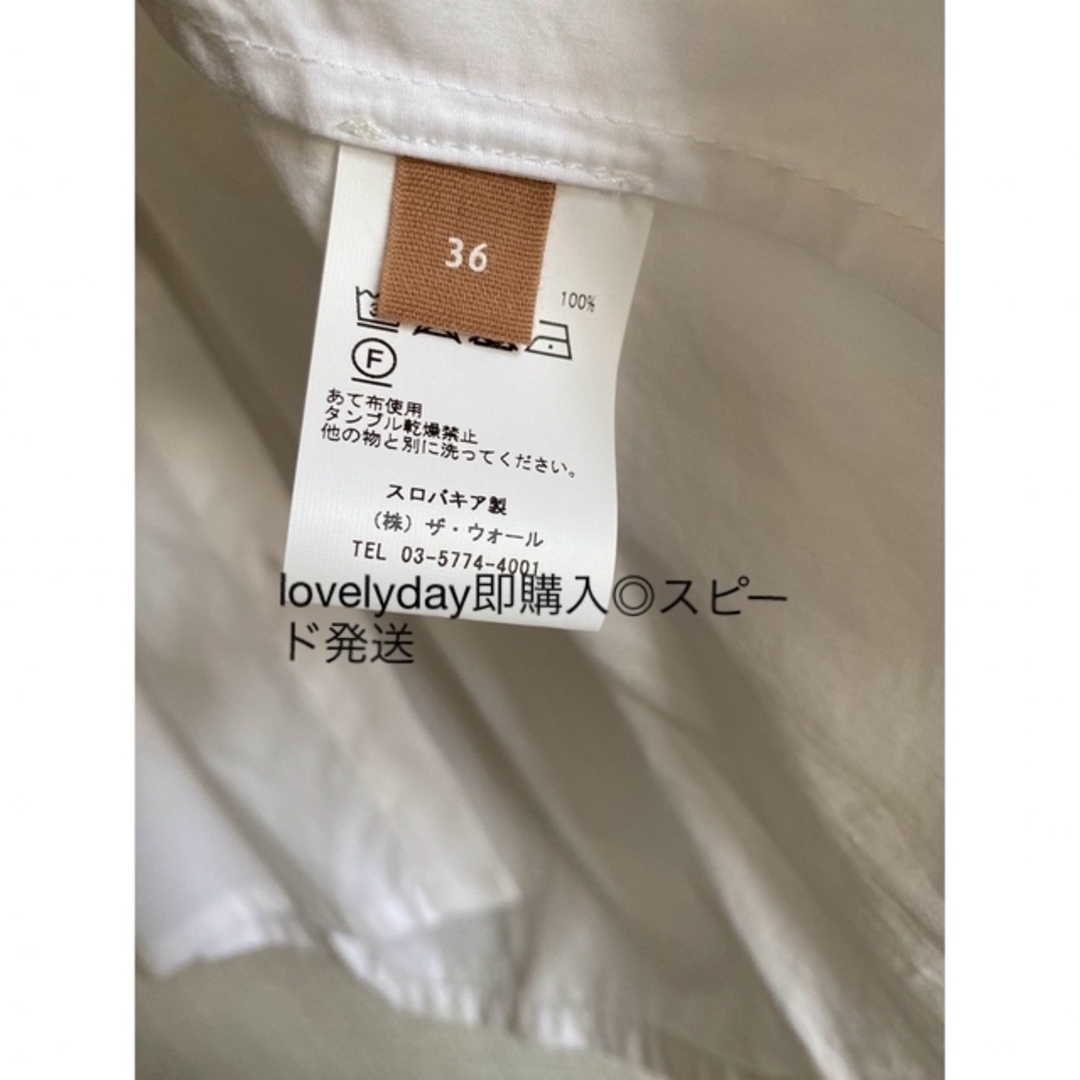 36
100%
F
あて布使用
タンブル乾燥禁止
他の物と別に洗ってください。
スロバキア製
(株) ザ・ウォール
TEL 03-5774-4001
lovelyday即購入◎スピー
ド発送